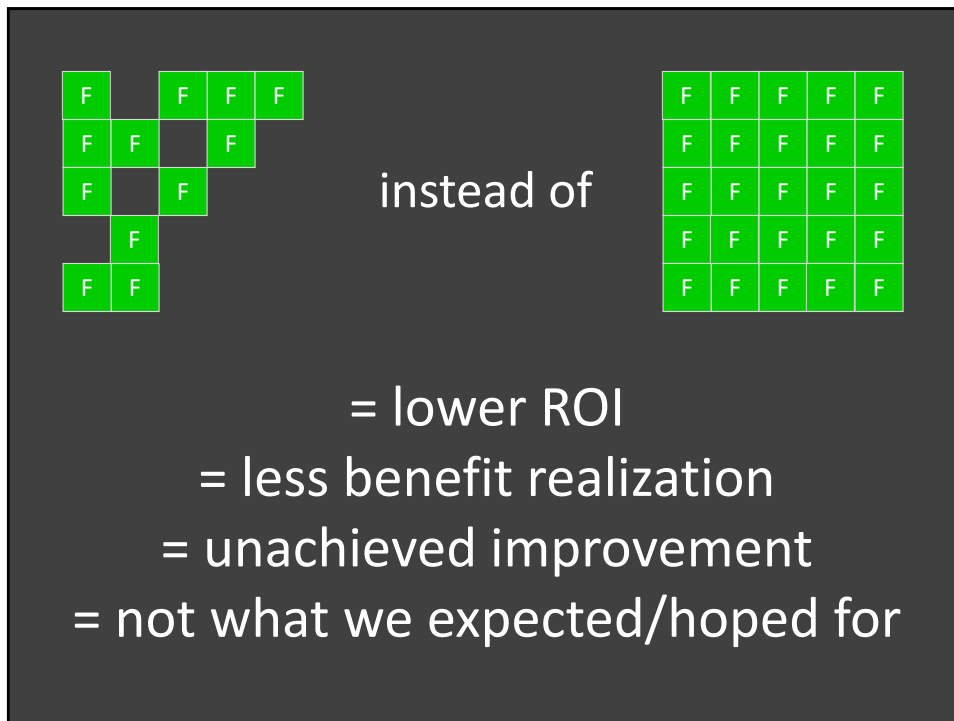 F F F F F F F F F
F F F F F F F F
F F instead of F F F F F
F F F F F F
F F F F F F F
= lower ROI
= less benefit realization
= unachieved improvement
= not what we expected/hoped for